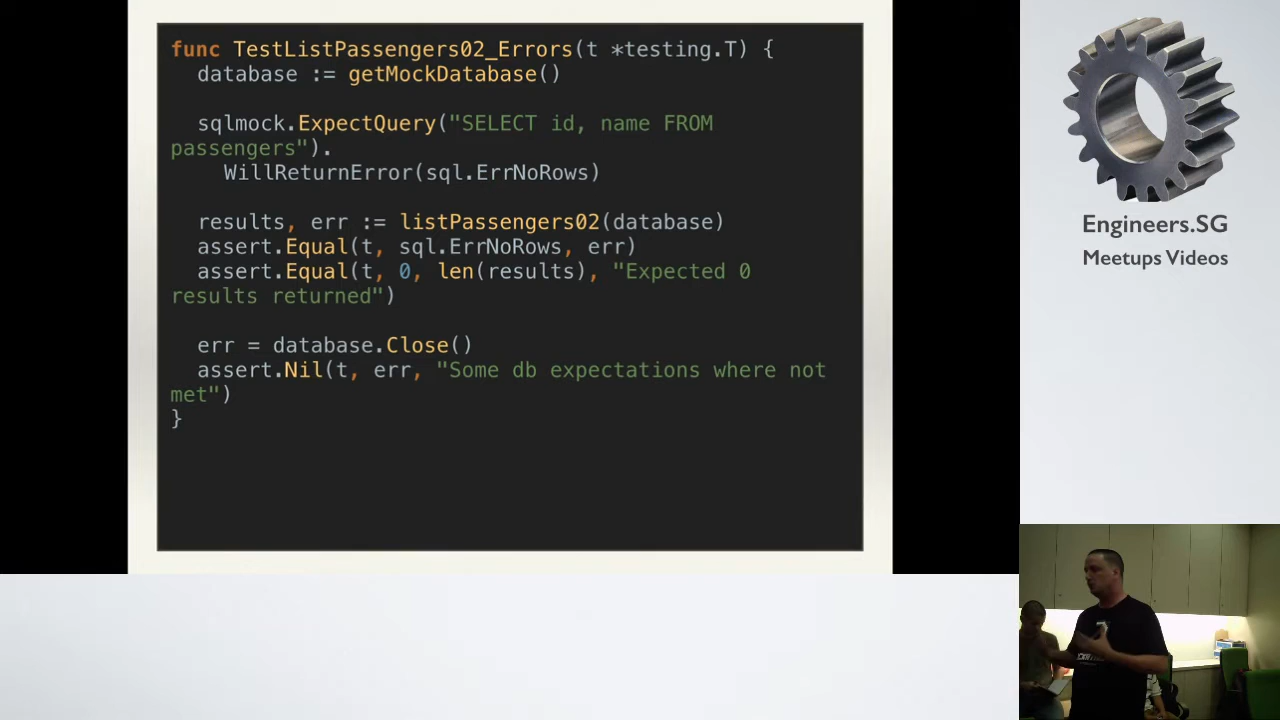 func TestListPassengers02_Errors(t *testing.T) {
database := getMockDatabase()
sqlmock.ExpectQuery("SELECT id, name FROM
passengers").
WillReturnError(sql.ErrNoRows)
results, err := listPassengers02(database)
assert.Equal(t, sql.ErrNoRows, err)
assert.Equal(t, 0, len(results), "Expected 0
results returned")
err = database.Close()
assert.Nil(t, err, "Some db expectations where not
met")
}
Engineers.SG
Meetups Videos